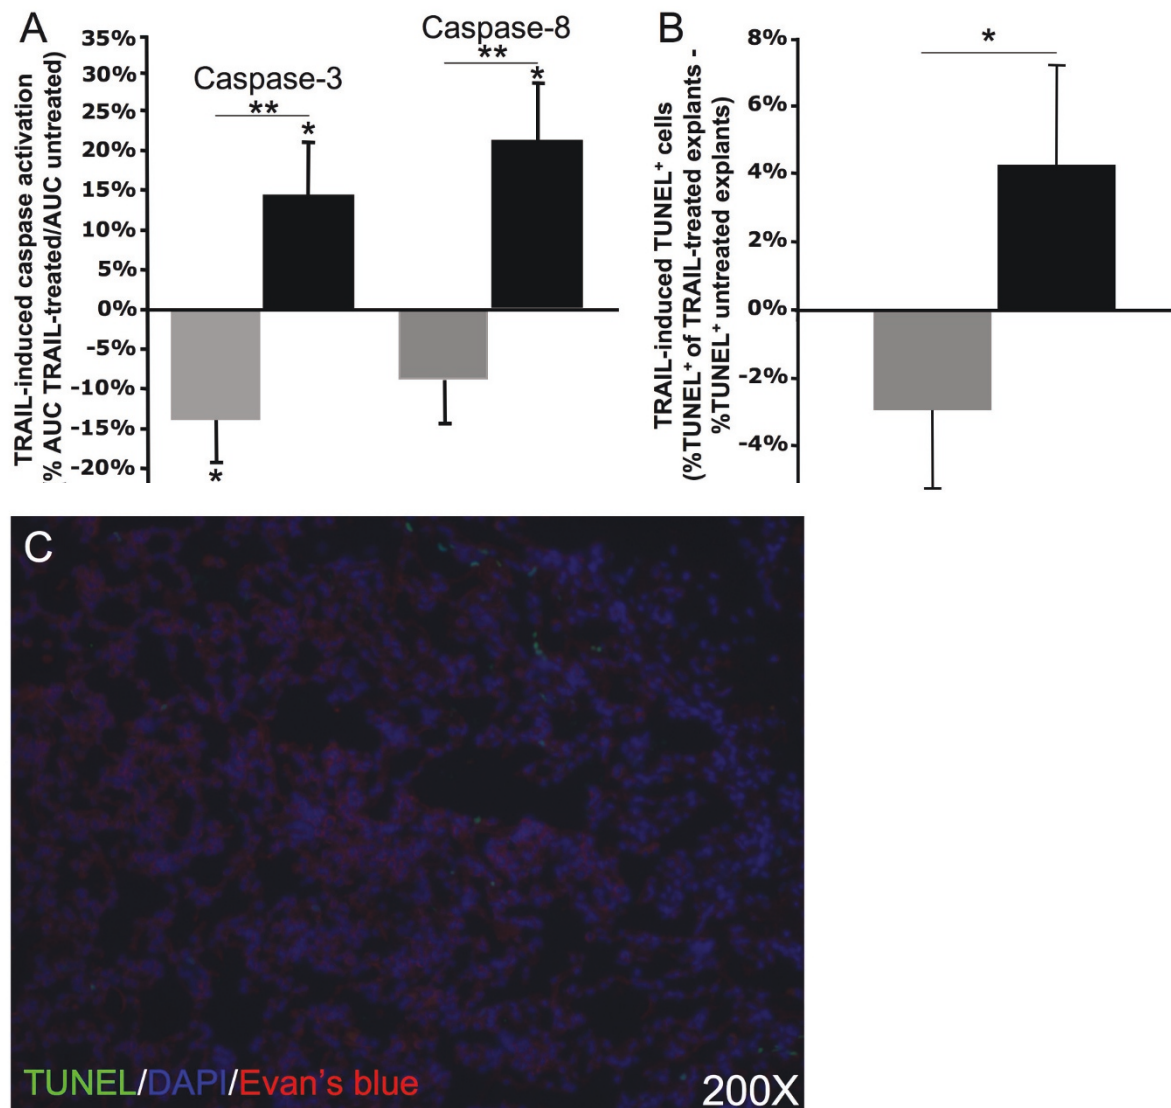 A
TRAIL-induced caspase activation
% AUC TRAIL-treated/AUC untreated)
35%
30%
25%
20%
15%
10%
5%
0%
-5%
-10%
-15%
-20%
Caspase-3
**
*
*
Caspase-8
**
*
B
TRAIL-induced TUNEL⁺ cells
(%TUNEL⁺ of TRAIL-treated explants -
%TUNEL⁺ untreated explants)
8%
6%
4%
2%
0%
-2%
-4%
*
C
TUNEL/DAPI/Evan's blue
200X